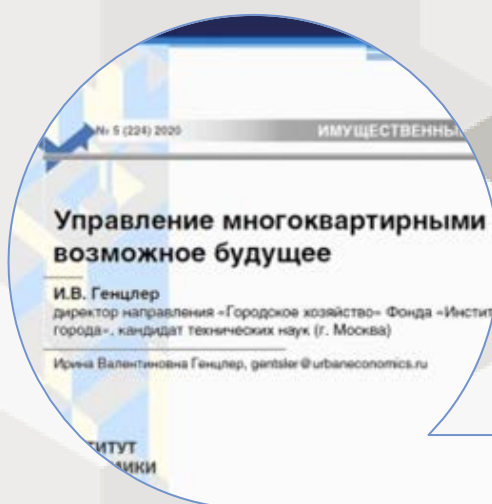 № 5 (224) 2020
ИМУЩЕСТВЕННЫ
Управление многоквартирными
возможное будущее
И.В. Генцлер
директор направления «Городское хозяйство» Фонда «Инстит
города», кандидат технических наук (г. Москва)
Ирина Валентиновна Генцлер, gentsler@urbaneconomics.ru
ТИТУТ
МИКИ